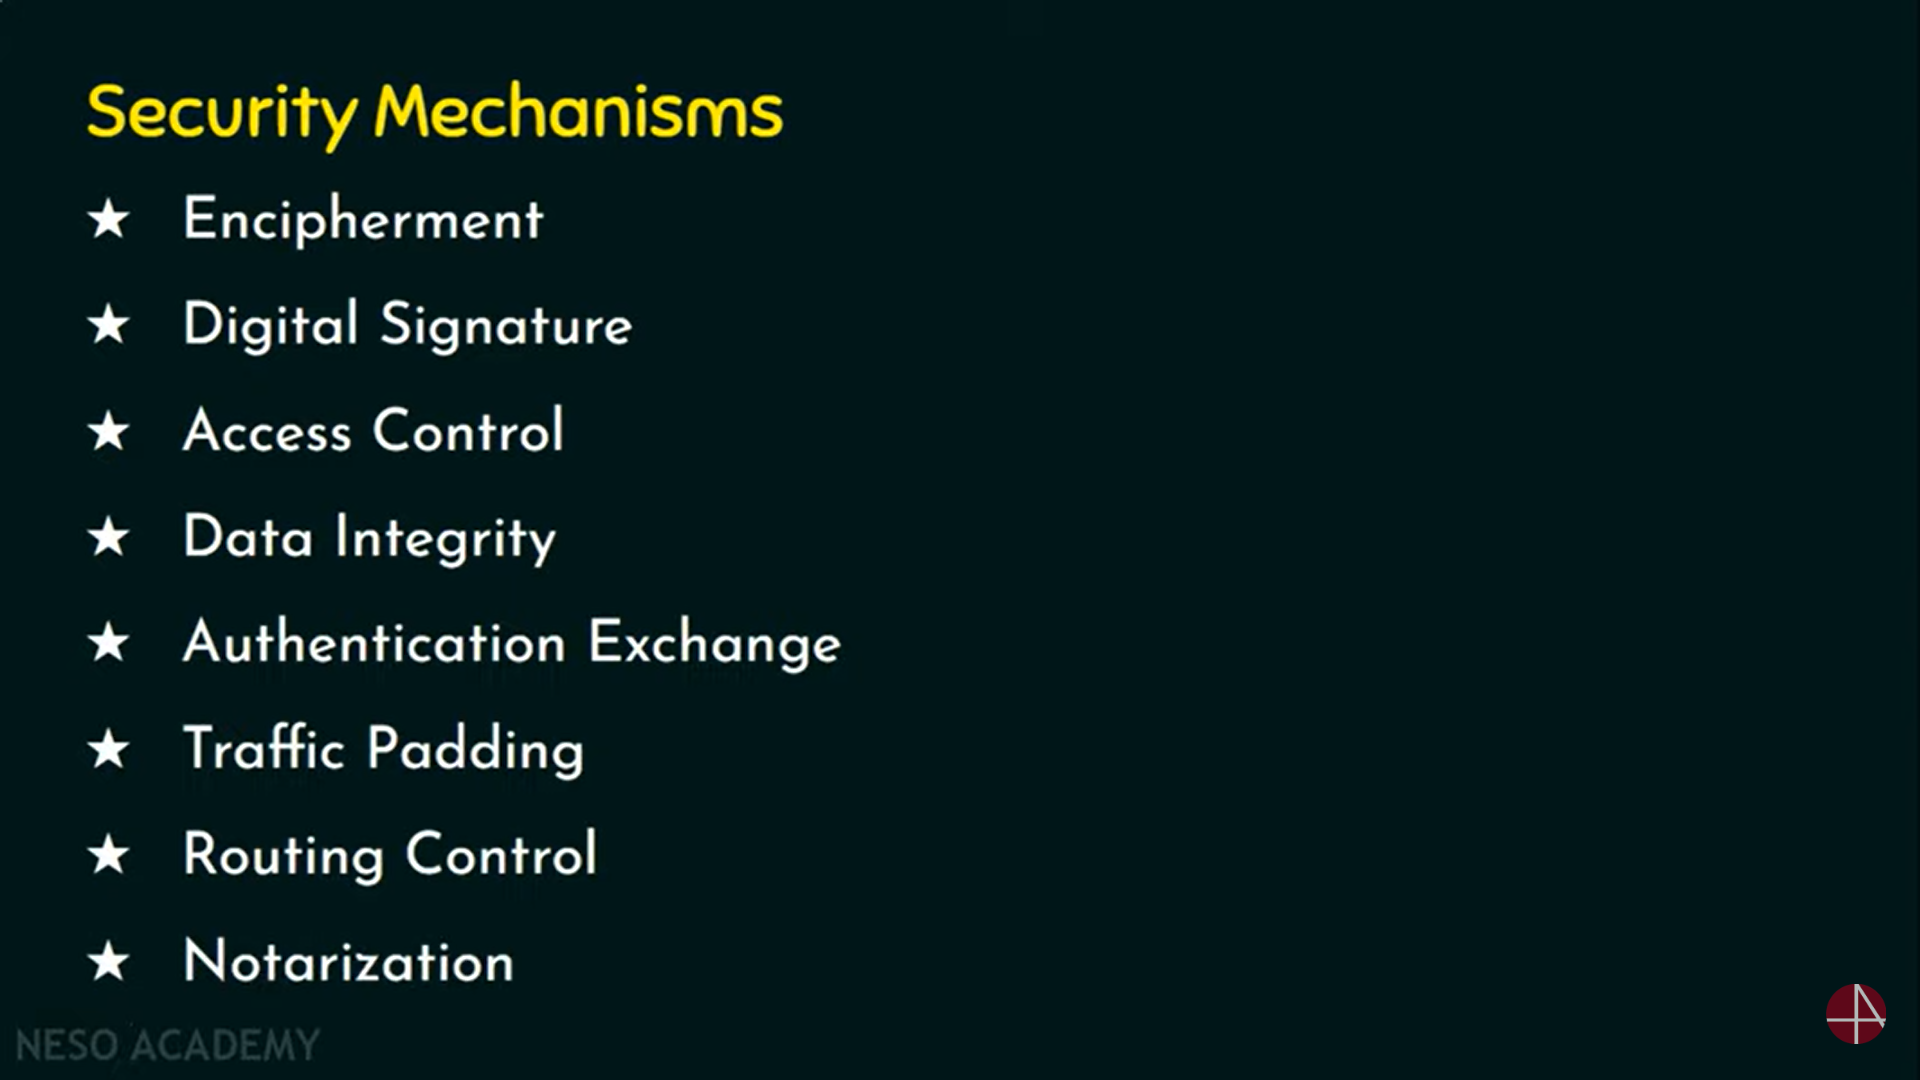 Security Mechanisms
★ Encipherment
★ Digital Signature
★ Access Control
★ Data Integrity
★ Authentication Exchange
★ Traffic Padding
★ Routing Control
★ Notarization
NESO ACADEMY